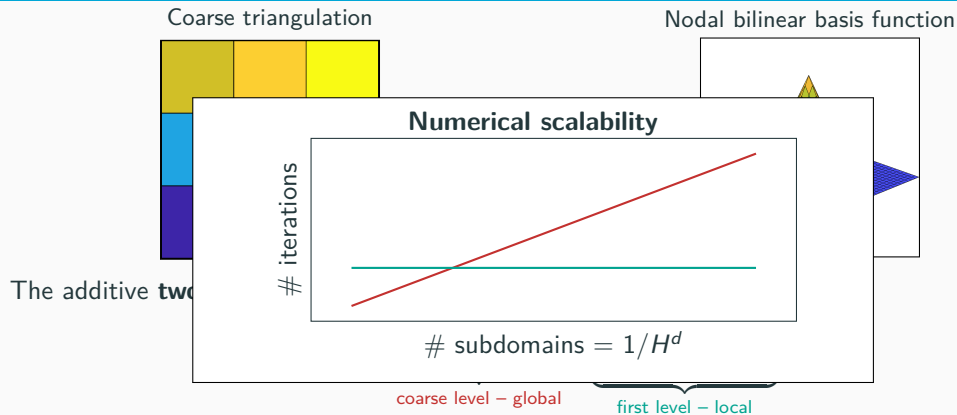 Coarse triangulation
Nodal bilinear basis function
Numerical scalability
# iterations
# subdomains = 1/H^d
The additive two
coarse level – global
first level – local